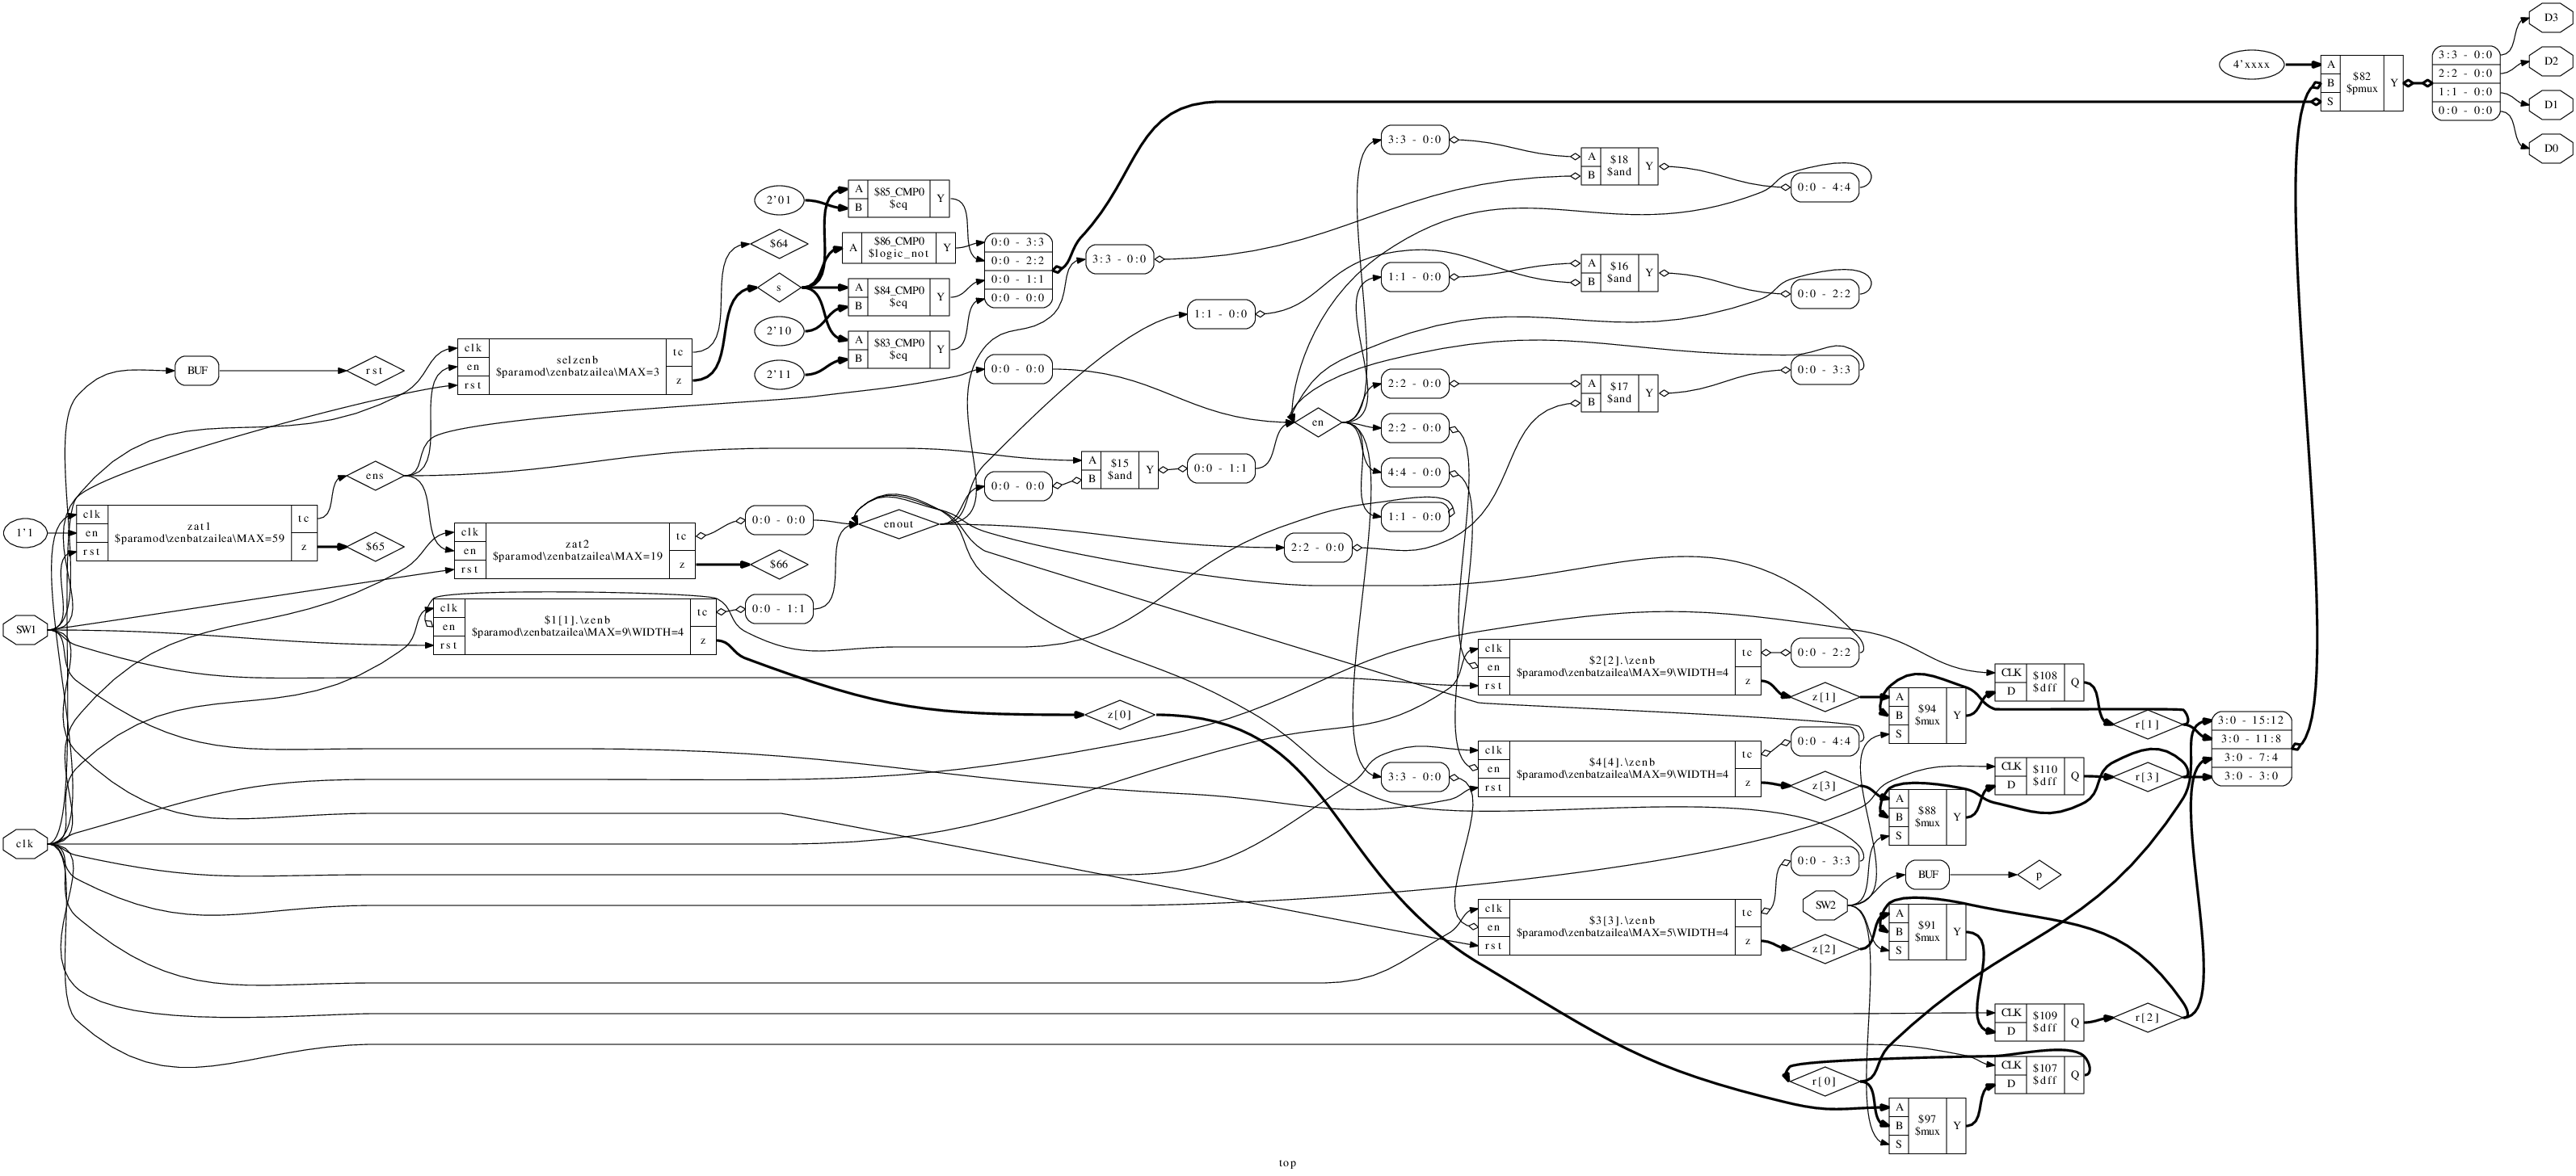 D3
D2
D1
D0
4'xxxx
A
B
S
$82
$pmux
Y
3:3 - 0:0
2:2 - 0:0
1:1 - 0:0
0:0 - 0:0
3:3 - 0:0
A
B
$18
$and
Y
0:0 - 4:4
2'01
A
B
$85_CMP0
$eq
Y
$64
A
$86_CMP0
$logic_not
Y
s
A
B
$84_CMP0
$eq
Y
2'10
A
B
$83_CMP0
$eq
Y
2'11
0:0 - 3:3
0:0 - 2:2
0:0 - 1:1
0:0 - 0:0
3:3 - 0:0
1:1 - 0:0
1:1 - 0:0
A
B
$16
$and
Y
0:0 - 2:2
BUF
rst
clk
en
rst
selzenb
$paramod\zenbatzailea\MAX=3
tc
z
0:0 - 0:0
2:2 - 0:0
A
B
$17
$and
Y
0:0 - 3:3
en
2:2 - 0:0
4:4 - 0:0
1:1 - 0:0
ens
A
B
$15
$and
Y
0:0 - 1:1
0:0 - 0:0
1'1
clk
en
rst
zat1
$paramod\zenbatzailea\MAX=59
tc
z
$65
clk
en
rst
zat2
$paramod\zenbatzailea\MAX=19
tc
z
0:0 - 0:0
$66
enout
2:2 - 0:0
SW1
clk
en
rst
$1[1].\zenb
$paramod\zenbatzailea\MAX=9\WIDTH=4
tc
z
0:0 - 1:1
z[0]
clk
en
rst
$2[2].\zenb
$paramod\zenbatzailea\MAX=9\WIDTH=4
tc
z
0:0 - 2:2
z[1]
A
B
S
$94
$mux
Y
CLK
D
$108
$dff
Q
r[1]
3:0 - 15:12
3:0 - 11:8
3:0 - 7:4
3:0 - 3:0
3:3 - 0:0
clk
en
rst
$4[4].\zenb
$paramod\zenbatzailea\MAX=9\WIDTH=4
tc
z
0:0 - 4:4
z[3]
A
B
S
$88
$mux
Y
CLK
D
$110
$dff
Q
r[3]
clk
0:0 - 3:3
BUF
p
SW2
clk
en
rst
$3[3].\zenb
$paramod\zenbatzailea\MAX=5\WIDTH=4
tc
z
z[2]
A
B
S
$91
$mux
Y
CLK
D
$109
$dff
Q
r[2]
r[0]
CLK
D
$107
$dff
Q
A
B
S
$97
$mux
Y
top